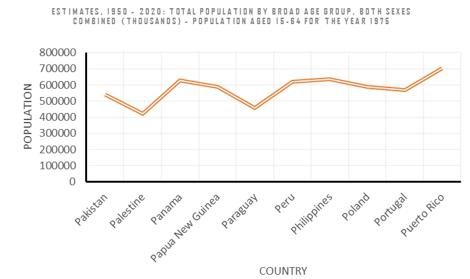 ESTIMATES, 1950 - 2020: TOTAL POPULATION BY BROAD AGE GROUP, BOTH SEXES
COMBINED (THOUSANDS) - POPULATION AGED 15-64 FOR THE YEAR 1975
800000
700000
600000
500000
400000
300000
200000
100000
0
POPULATION
Pakistan
Palestine
Panama
Papua New Guinea
Paraguay
Peru
Philippines
Poland
Portugal
Puerto Rico
COUNTRY